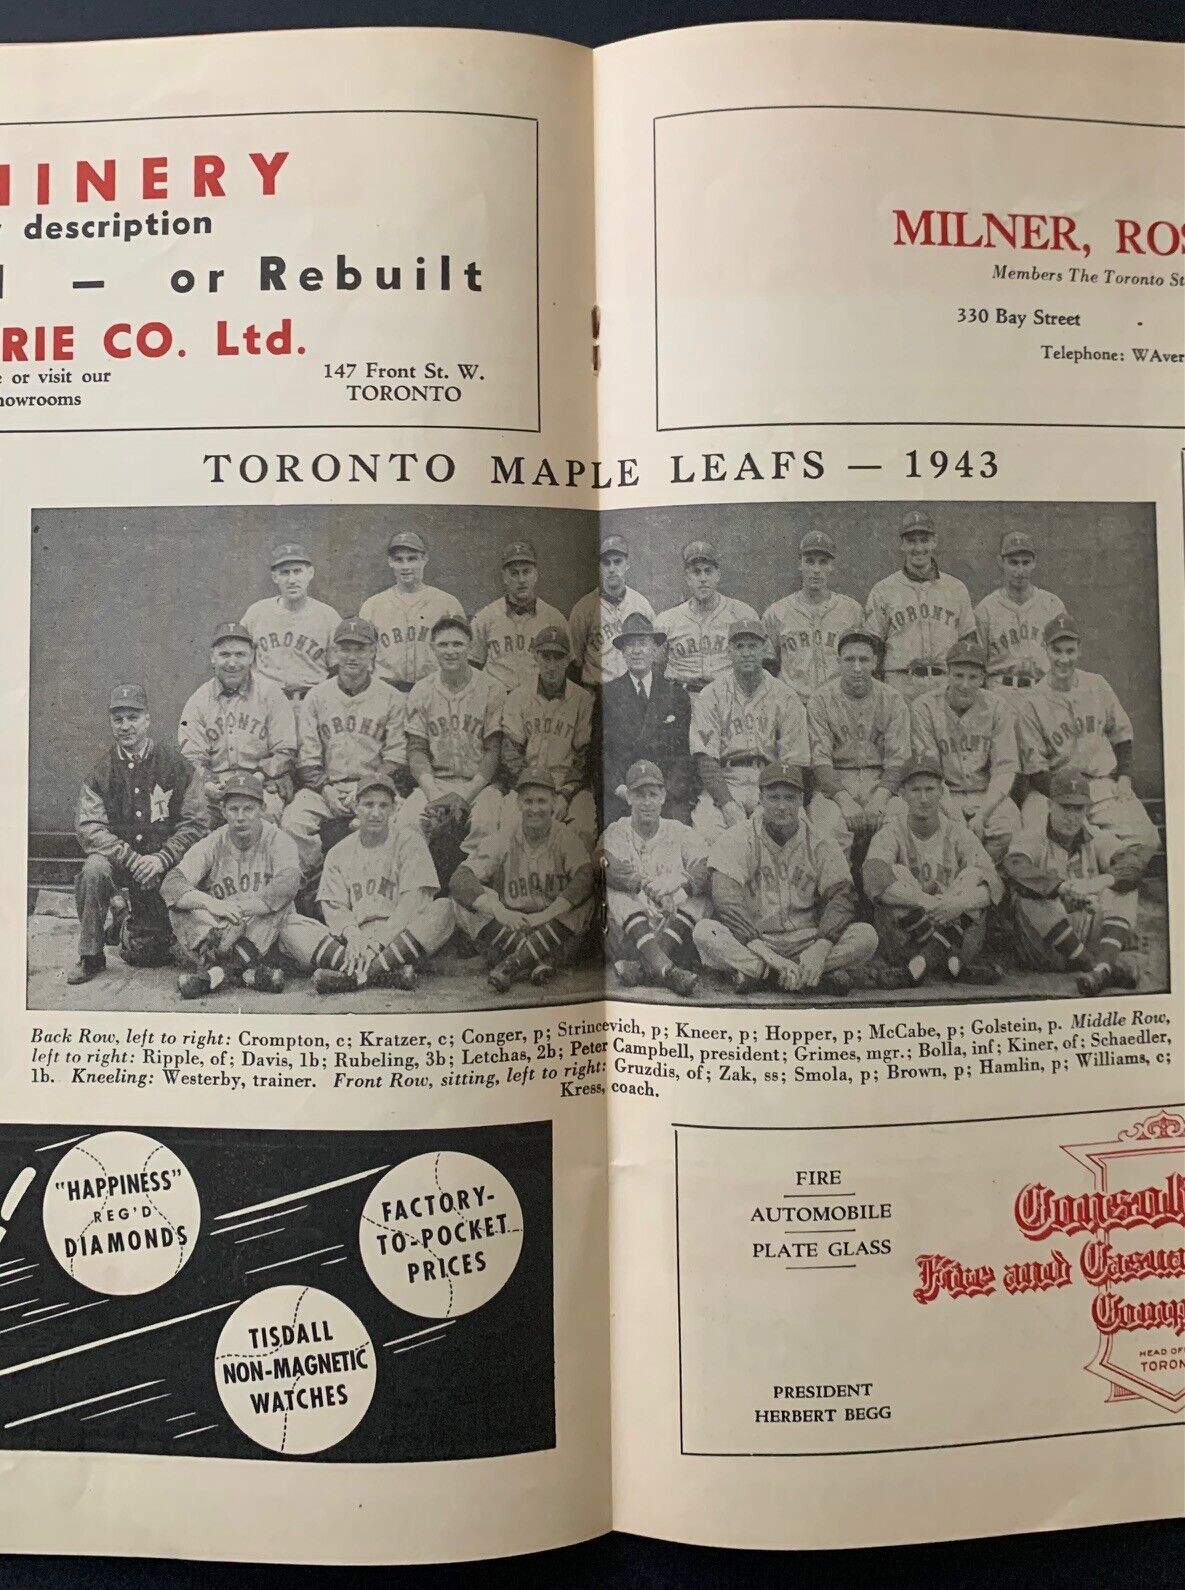 INERY
description
— or Rebuilt
RIE CO. Ltd.
or visit our
howrooms
147 Front St. W.
TORONTO
MILNER, ROS
Members The Toronto St
330 Bay Street -
Telephone: WAver
TORONTO MAPLE LEAFS — 1943
Back Row, left to right: Crompton, c; Kratzer, c; Conger, p; Strincevich, p; Kneer, p; Hopper, p; McCabe, p; Golstein, p. Middle Row,
left to right: Ripple, of; Davis, 1b; Rubeling, 3b; Letchas, 2b; Peter Campbell, president; Grimes, mgr.; Bolla, inf; Kiner, of; Schaedler,
1b. Kneeling: Westerby, trainer. Front Row, sitting, left to right: Gruzdis, of; Zak, ss; Smola, p; Brown, p; Hamlin, p; Williams, c;
Kress, coach.
"HAPPINESS"
REG'D
DIAMONDS
FACTORY-
TO-POCKET
PRICES
TISDALL
NON-MAGNETIC
WATCHES
FIRE
AUTOMOBILE
PLATE GLASS
PRESIDENT
HERBERT BEGG
Consoli
Fire and Casua
Comp
HEAD OF
TORON